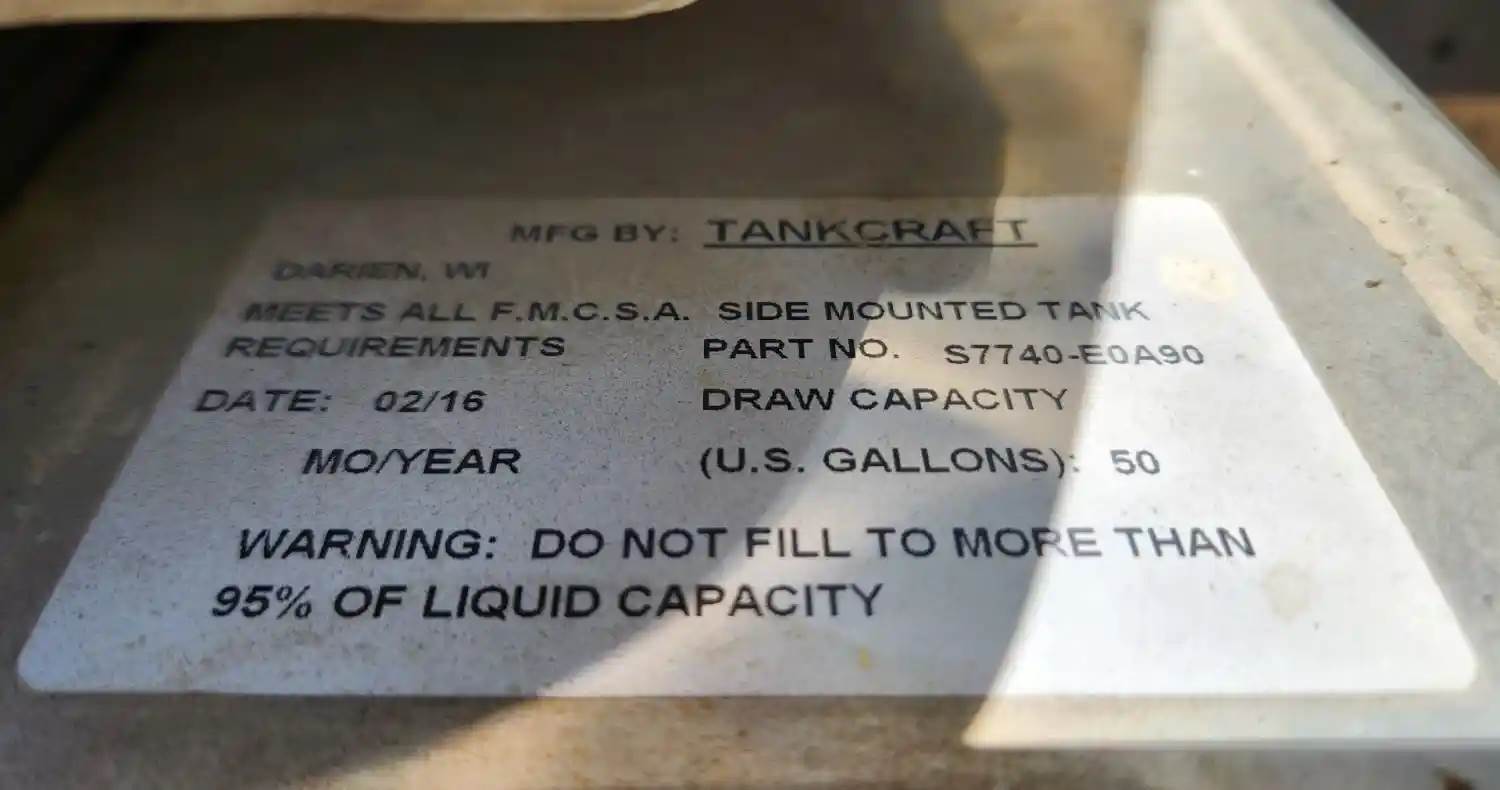 MFG BY: TANKCRAFT
DARIEN, WI
MEETS ALL F.M.C.S.A. SIDE MOUNTED TANK
REQUIREMENTS PART NO. S7740-E0A90
DATE: 02/16 DRAW CAPACITY
MO/YEAR (U.S. GALLONS): 50
WARNING: DO NOT FILL TO MORE THAN
95% OF LIQUID CAPACITY